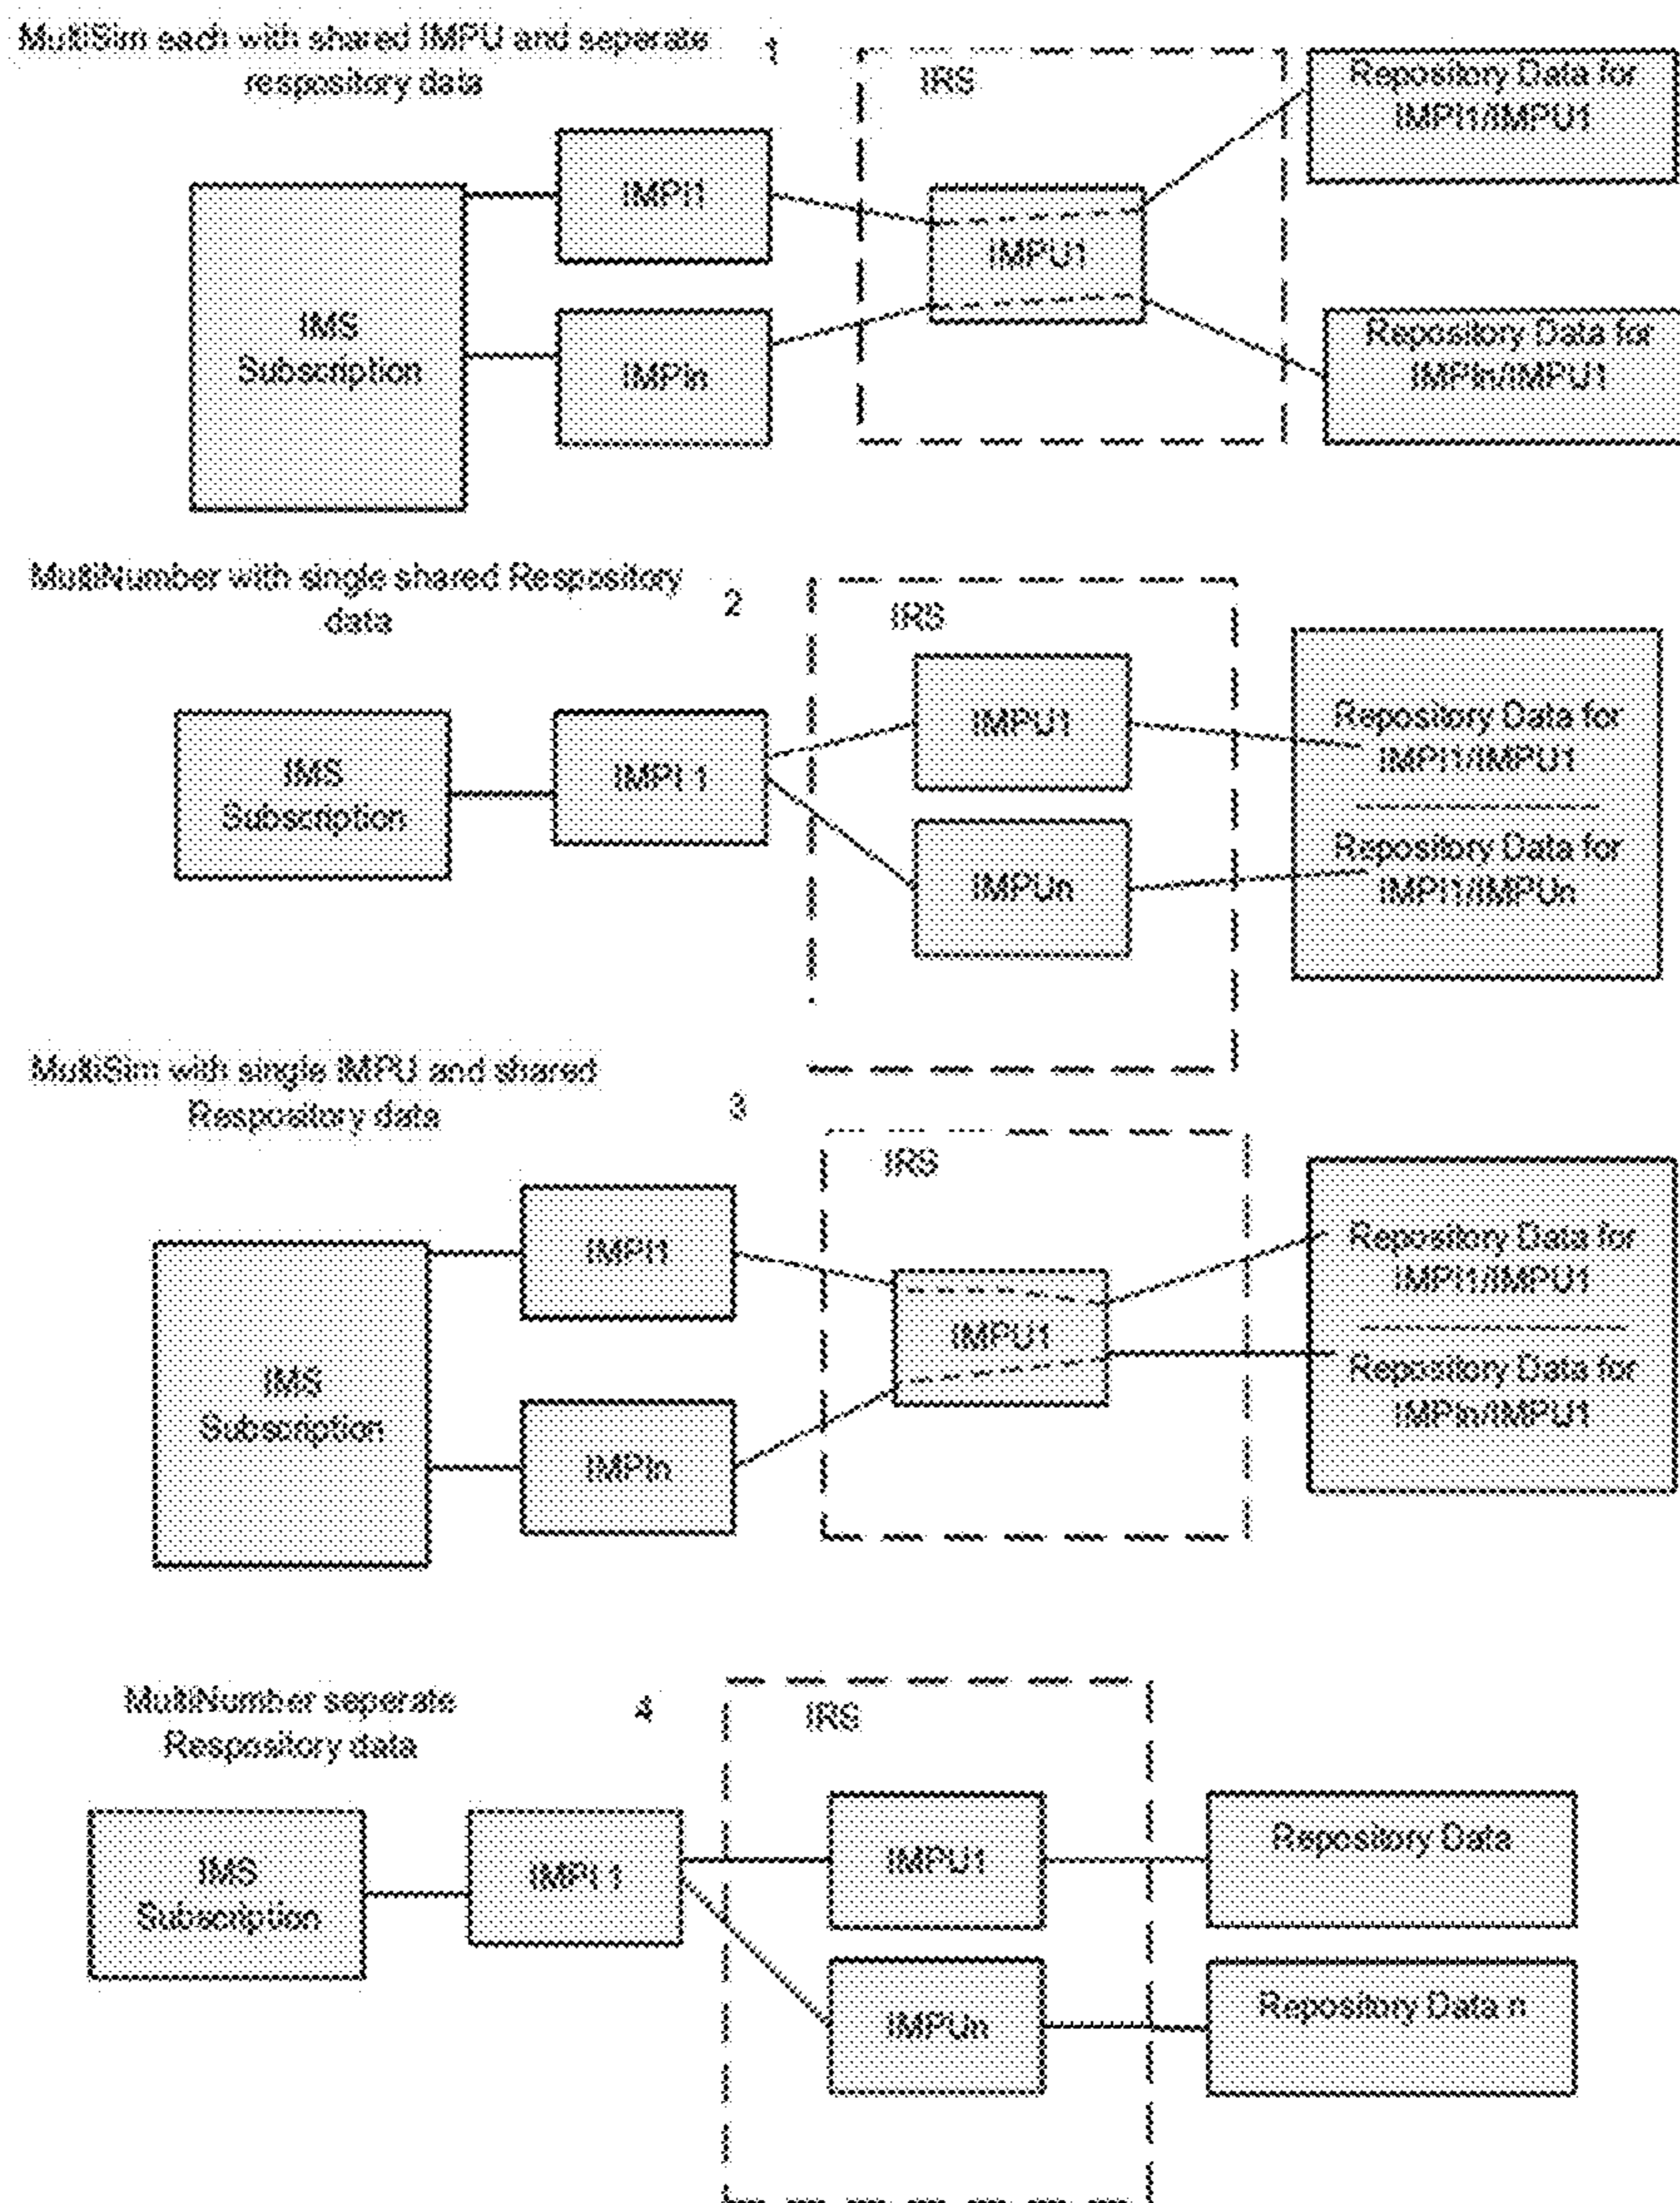 MultiSim each with shared IMPU and seperate
respository data
1
IRS
Repository Data for
IMPI1/IMPU1
IMPI1
IMPU1
IMS
Subscription
IMPIn
Repository Data for
IMPIn/IMPU1
MultiNumber with single shared Respository
data
2
IRS
IMPU1
Repository Data for
IMPI1/IMPU1
IMS
Subscription
IMPI 1
Repository Data for
IMPI1/IMPUn
IMPUn
MultiSim with single IMPU and shared
Respository data
3
IRS
IMPI1
Repository Data for
IMPI1/IMPU1
IMPU1
IMS
Subscription
Repository Data for
IMPIn/IMPU1
IMPIn
MultiNumber seperate
Respository data
4
IRS
IMS
Subscription
IMPI 1
IMPU1
Repository Data
IMPUn
Repository Data n